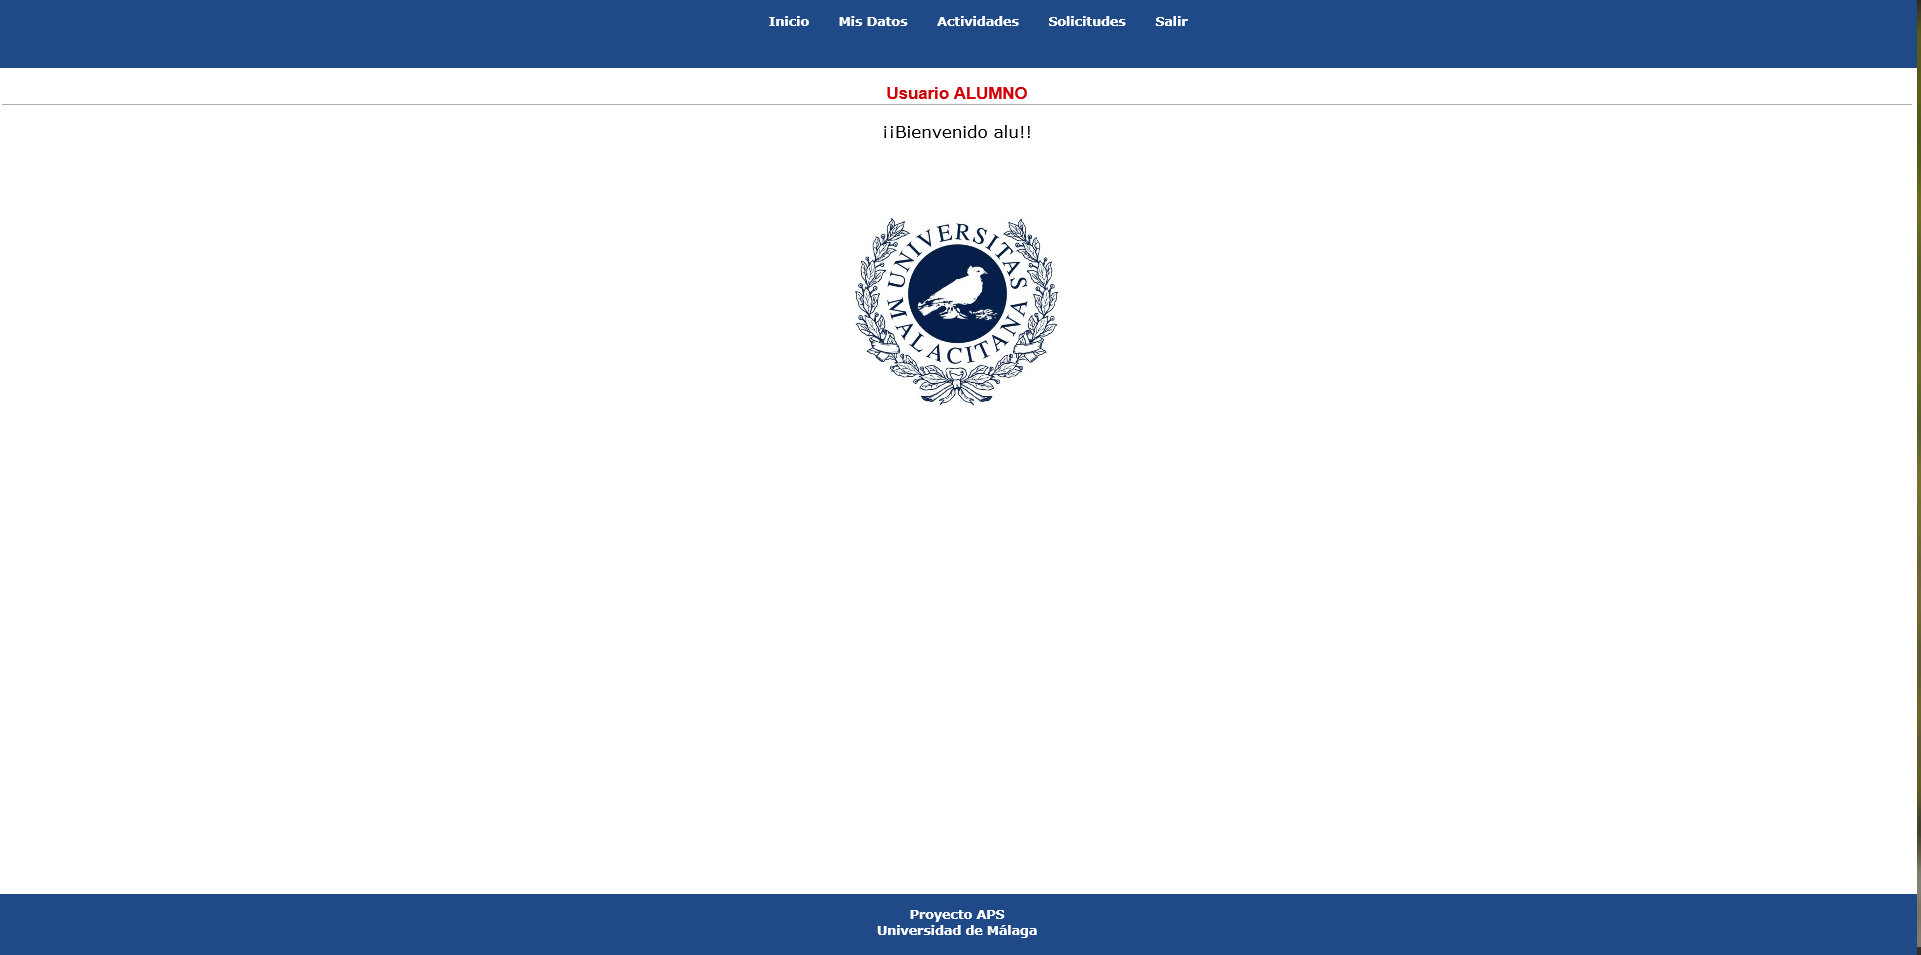 Inicio Mis Datos Actividades Solicitudes Salir
Usuario ALUMNO
¡¡Bienvenido alu!!
UNIVERSITAS
MALACITANA
Proyecto APS
Universidad de Málaga